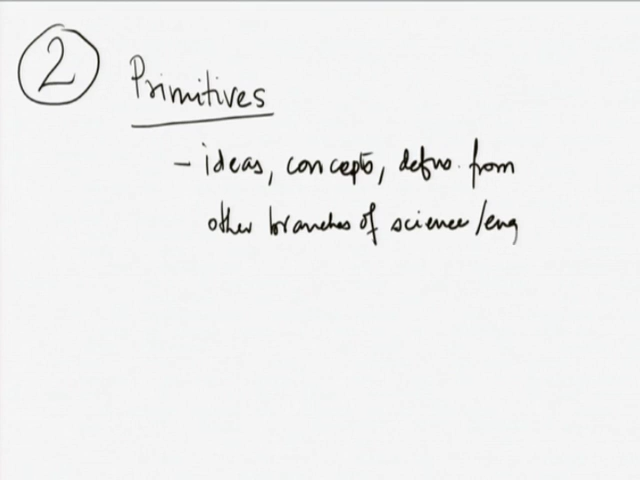 2
Primitives
- ideas, concepts, defns. from
other branches of science/eng